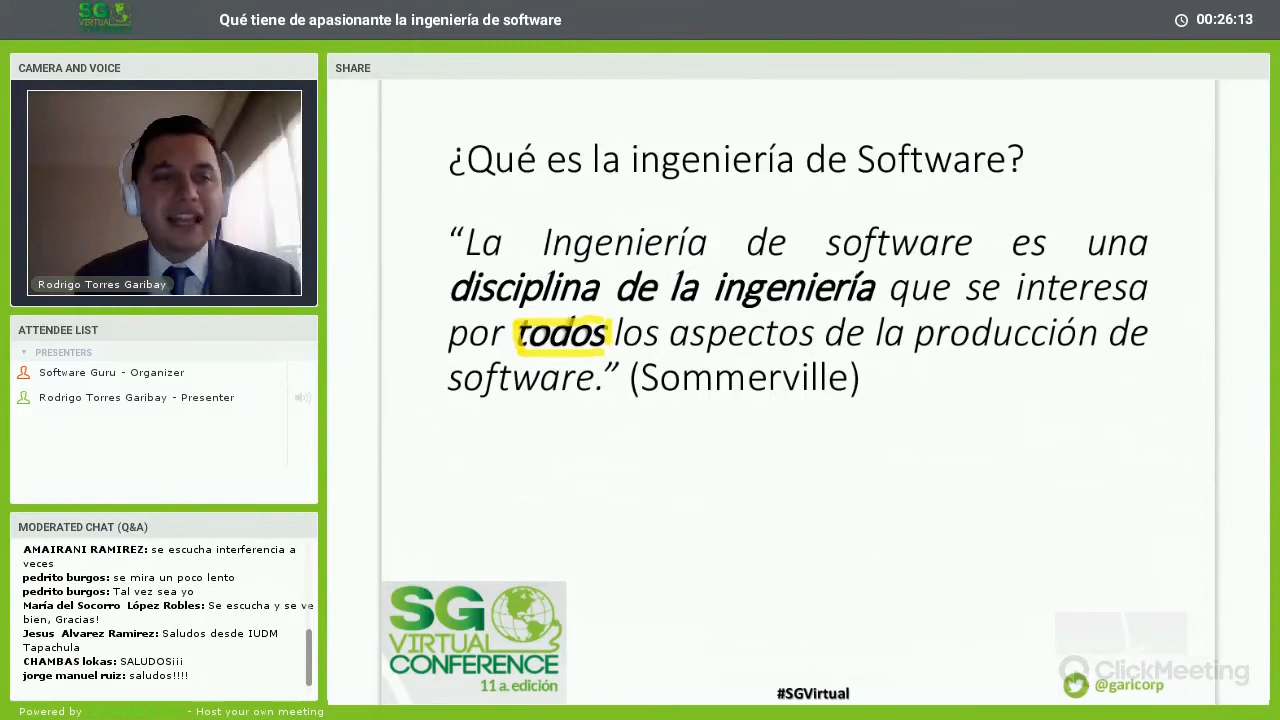 SG
VIRTUAL
Qué tiene de apasionante la ingeniería de software
00:26:13
CAMERA AND VOICE
Rodrigo Torres Garibay
ATTENDEE LIST
PRESENTERS
Software Guru - Organizer
Rodrigo Torres Garibay - Presenter
MODERATED CHAT (Q&A)
AMAIRANI RAMIREZ: se escucha interferencia a
veces
pedrito burgos: se mira un poco lento
pedrito burgos: Tal vez sea yo
María del Socorro López Robles: Se escucha y se ve
bien, Gracias!
Jesus Alvarez Ramirez: Saludos desde IUDM
Tapachula
CHAMBAS lokas: SALUDOS¡¡¡
jorge manuel ruiz: saludos!!!!
Powered by
- Host your own meeting
SHARE
¿Qué es la ingeniería de Software?
“La Ingeniería de software es una
disciplina de la ingeniería que se interesa
por todos los aspectos de la producción de
software.” (Sommerville)
SG
VIRTUAL
CONFERENCE
11 a. edición
#SGVirtual
ClickMeeting
@garlcorp